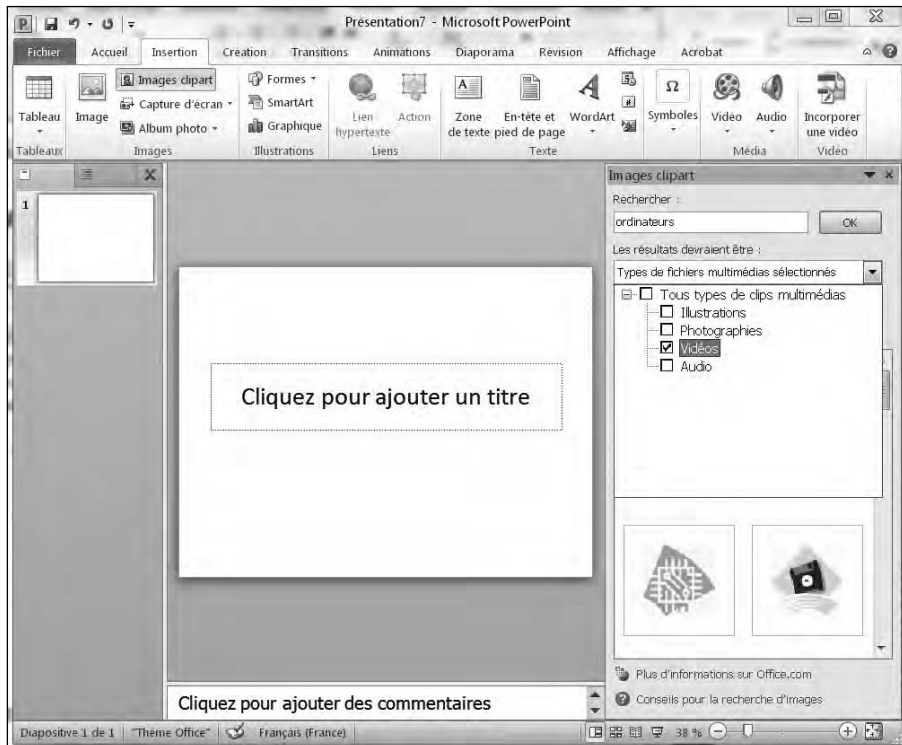 Présentation7 - Microsoft PowerPoint
Fichier Accueil Insertion Création Transitions Animations Diaporama Révision Affichage Acrobat
Tableau
Image
Images clipart
Capture d'écran
Album photo
Formes
SmartArt
Graphique
Lien hypertexte
Action
Zone de texte
En-tête et pied de page
WordArt
Symboles
Vidéo
Audio
Incorporer une vidéo
Tableaux Images Illustrations Liens Texte Média Vidéo
1
Cliquez pour ajouter un titre
Cliquez pour ajouter des commentaires
Images clipart
Rechercher :
ordinateurs OK
Les résultats devraient être :
Types de fichiers multimédias sélectionnés
Tous types de clips multimédias
Illustrations
Photographies
Vidéos
Audio
Plus d'informations sur Office.com
Conseils pour la recherche d'images
Diapositive 1 de 1 "Thème Office" Français (France) 38 %